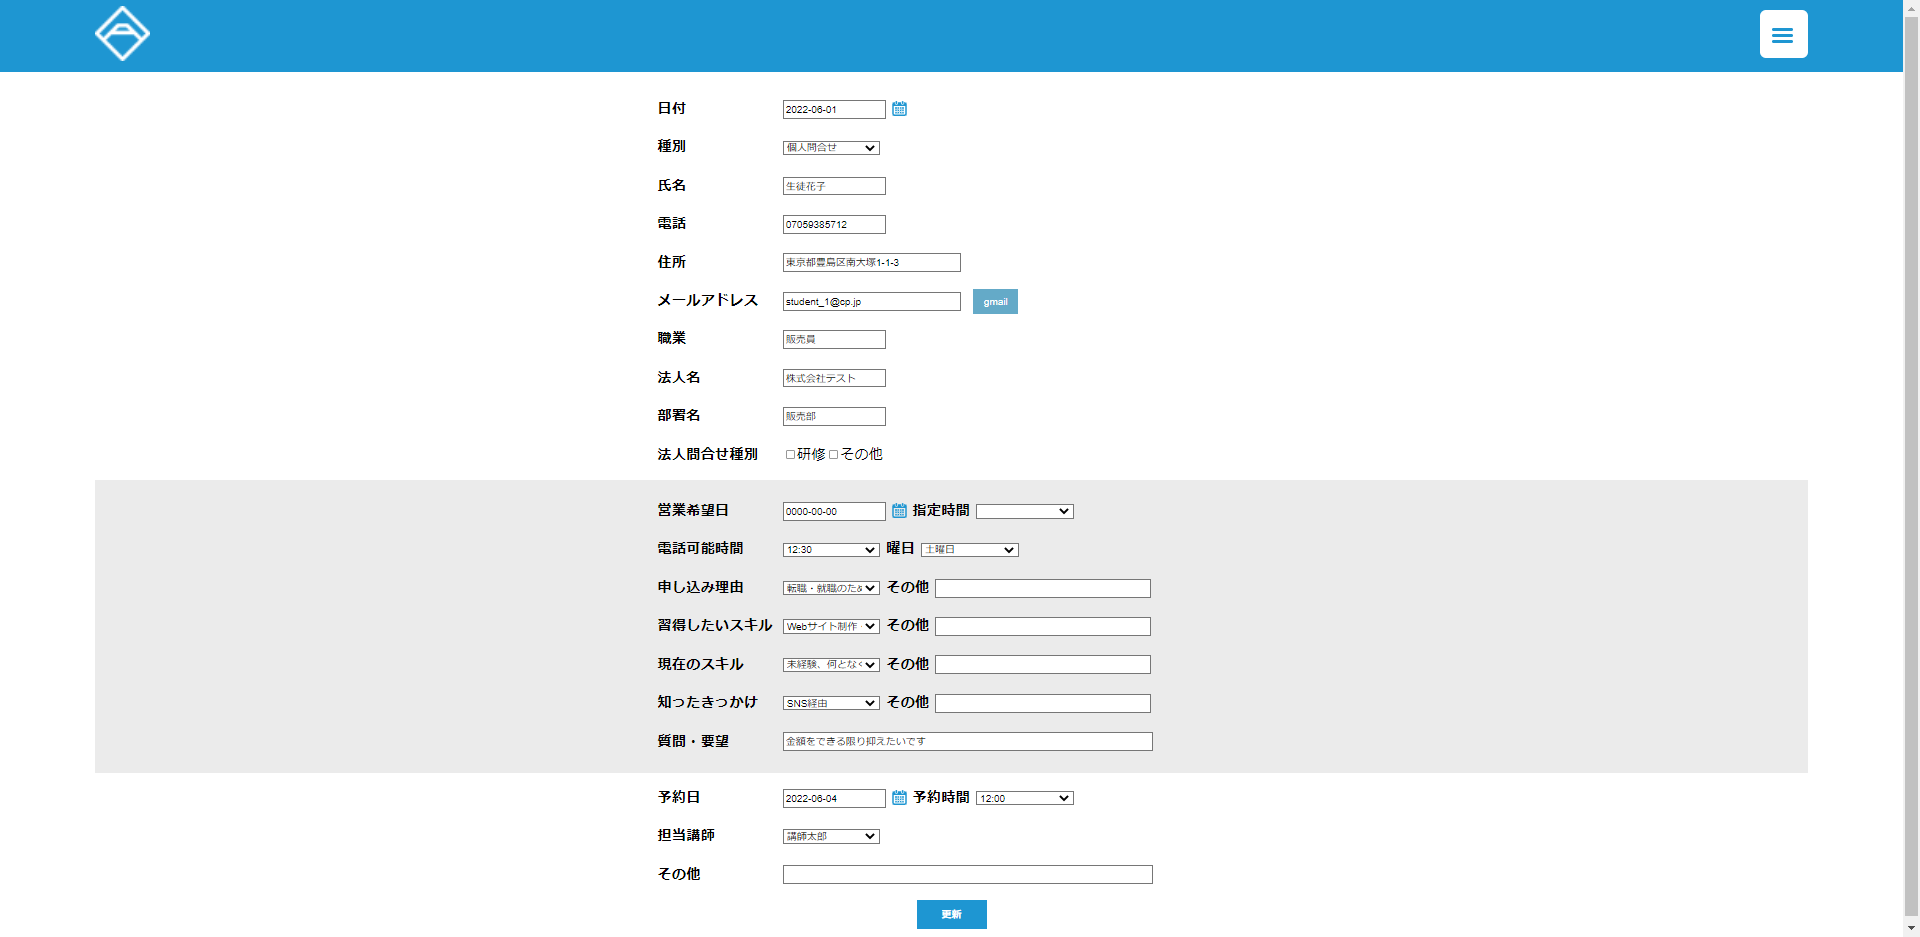 日付 2022-06-01
種別 個人問合せ
氏名 生徒花子
電話 07059385712
住所 東京都豊島区南大塚1-1-3
メールアドレス student_1@cp.jp gmail
職業 販売員
法人名 株式会社テスト
部署名 販売部
法人問合せ種別 研修 その他
営業希望日 0000-00-00 指定時間
電話可能時間 12:30 曜日 土曜日
申し込み理由 転職・就職のため その他
習得したいスキル Webサイト制作・ その他
現在のスキル 未経験、何となく その他
知ったきっかけ SNS経由 その他
質問・要望 金額をできる限り抑えたいです
予約日 2022-06-04 予約時間 12:00
担当講師 講師太郎
その他
更新